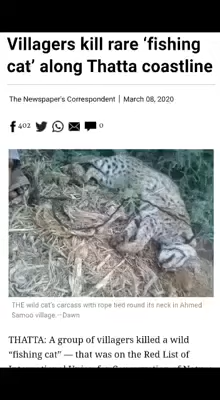 Villagers kill rare ‘fishing
cat’ along Thatta coastline
The Newspaper's Correspondent | March 08, 2020
402
0
THE wild cat's carcass with rope tied round its neck in Ahmed
Samoo village.—Dawn
THATTA: A group of villagers killed a wild
“fishing cat” — that was on the Red List of